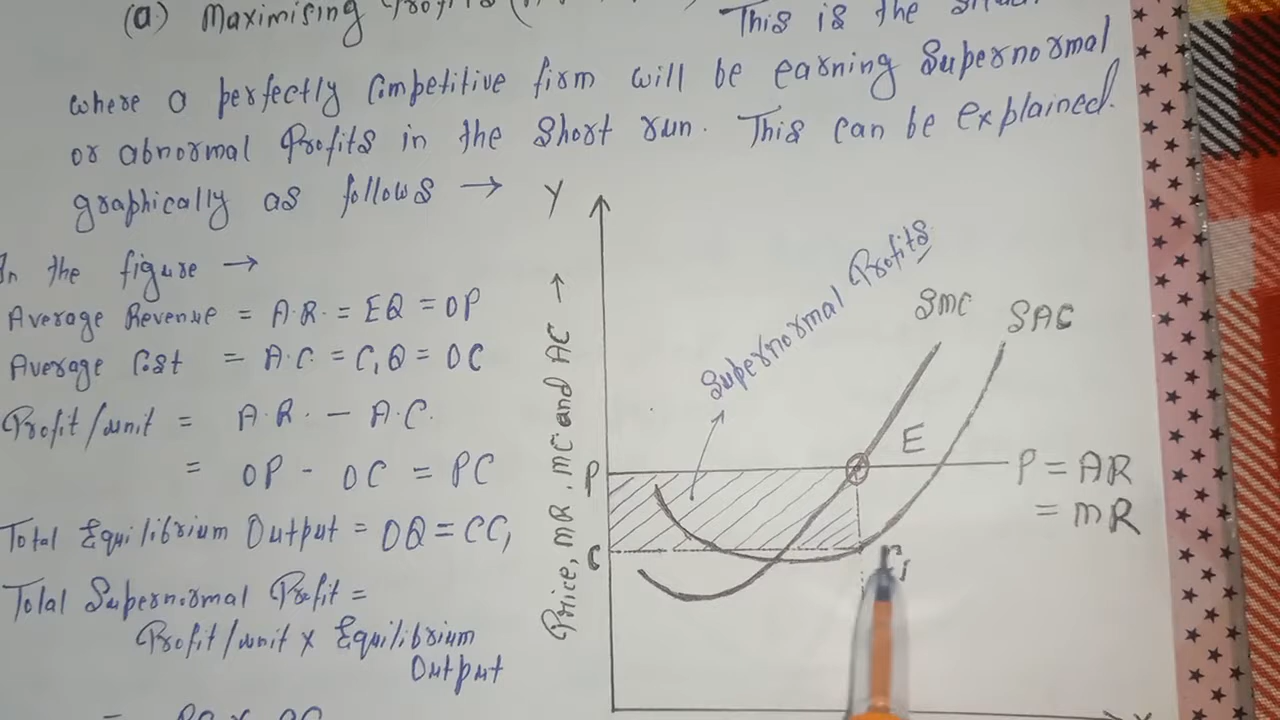 (a) Maximising Profits
This is the
where a perfectly Competitive firm will be earning Supernormal
or abnormal Profits in the Short run. This can be explained
graphically as follows →
In the figure →
Average Revenue = A.R. = EQ = OP
Average Cost = A.C. = C₁Q = OC
Profit/unit = A.R. - A.C.
= OP - OC = PC
Total Equilibrium Output = OQ = CC₁
Total Supernormal Profit =
Profit/unit x Equilibrium
Output
Y
Price, MR, MC and AC →
Supernormal Profits
SMC
SAC
E
P
P = AR
= MR
C